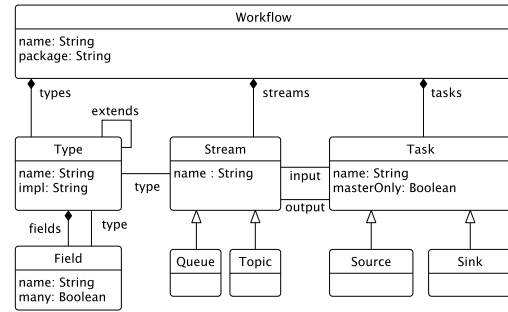 Workflow
name: String
package: String
types
streams
tasks
extends
Type
name: String
impl: String
type
Stream
name : String
input
output
Task
name: String
masterOnly: Boolean
fields
type
Field
name: String
many: Boolean
Queue
Topic
Source
Sink